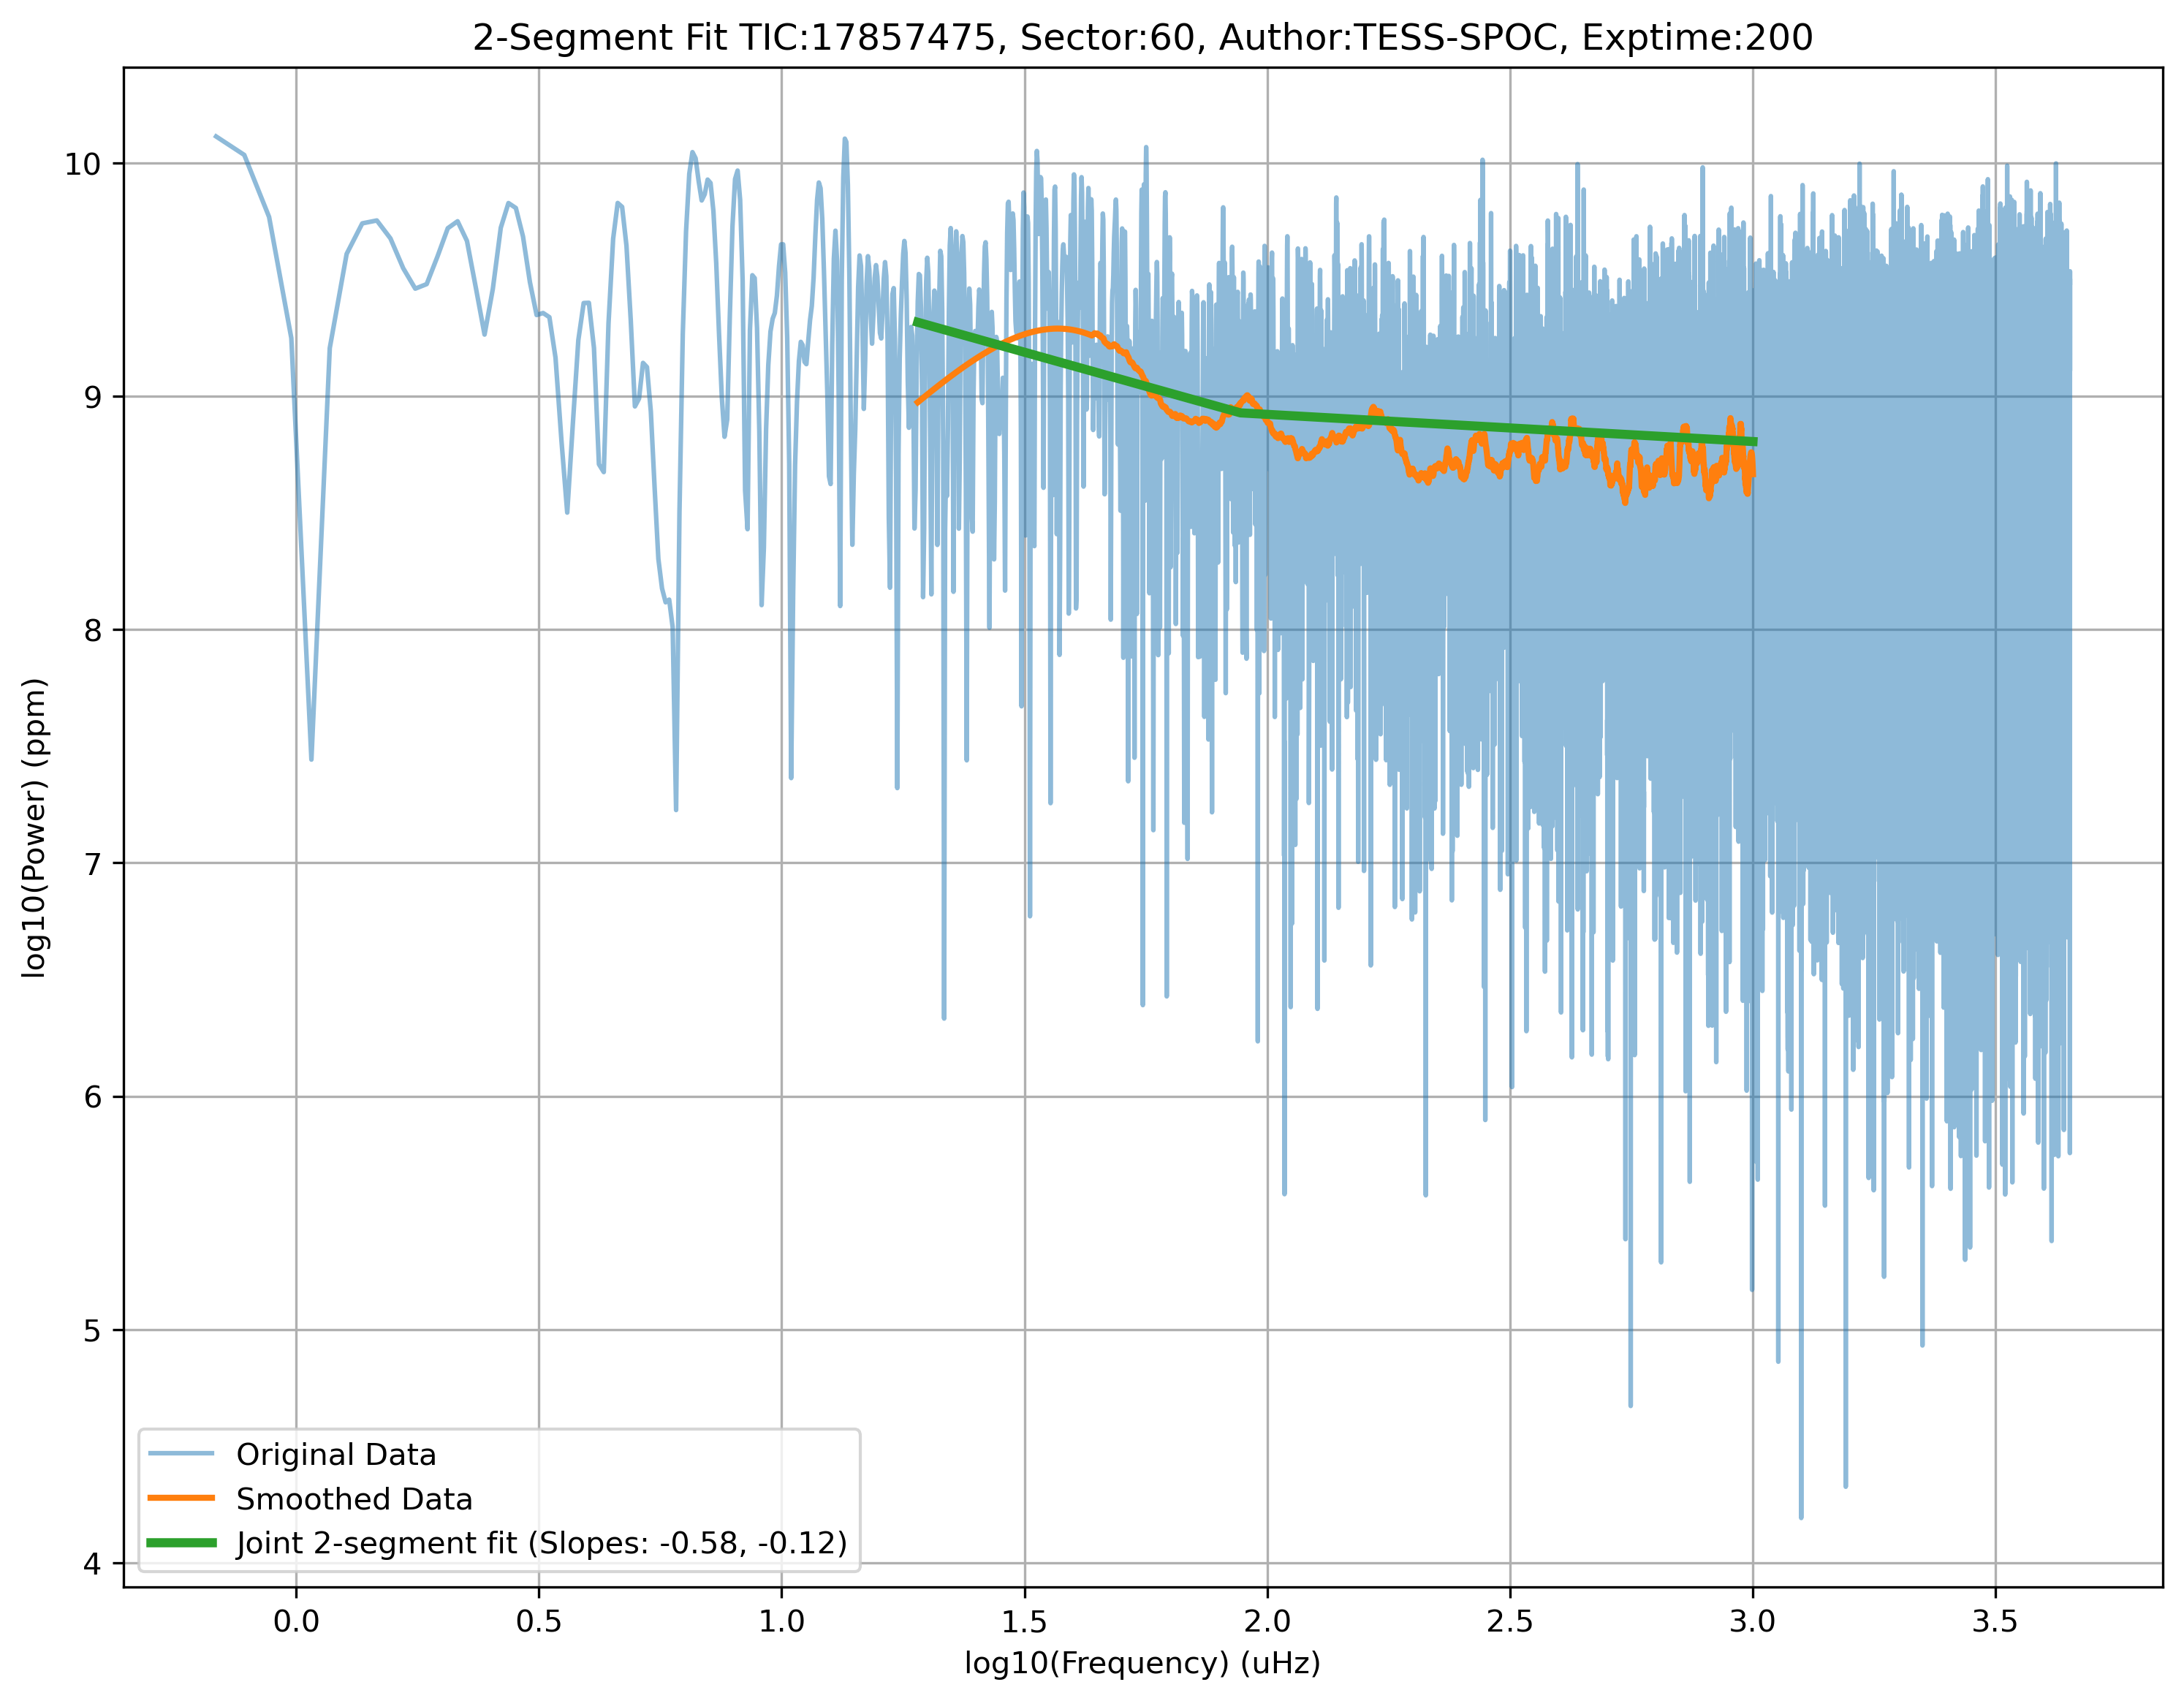 2-Segment Fit TIC:17857475, Sector:60, Author:TESS-SPOC, Exptime:200
log10(Power) (ppm)
10
9
8
7
6
5
4
Original Data
Smoothed Data
Joint 2-segment fit (Slopes: -0.58, -0.12)
0.0 0.5 1.0 1.5 2.0 2.5 3.0 3.5
log10(Frequency) (uHz)